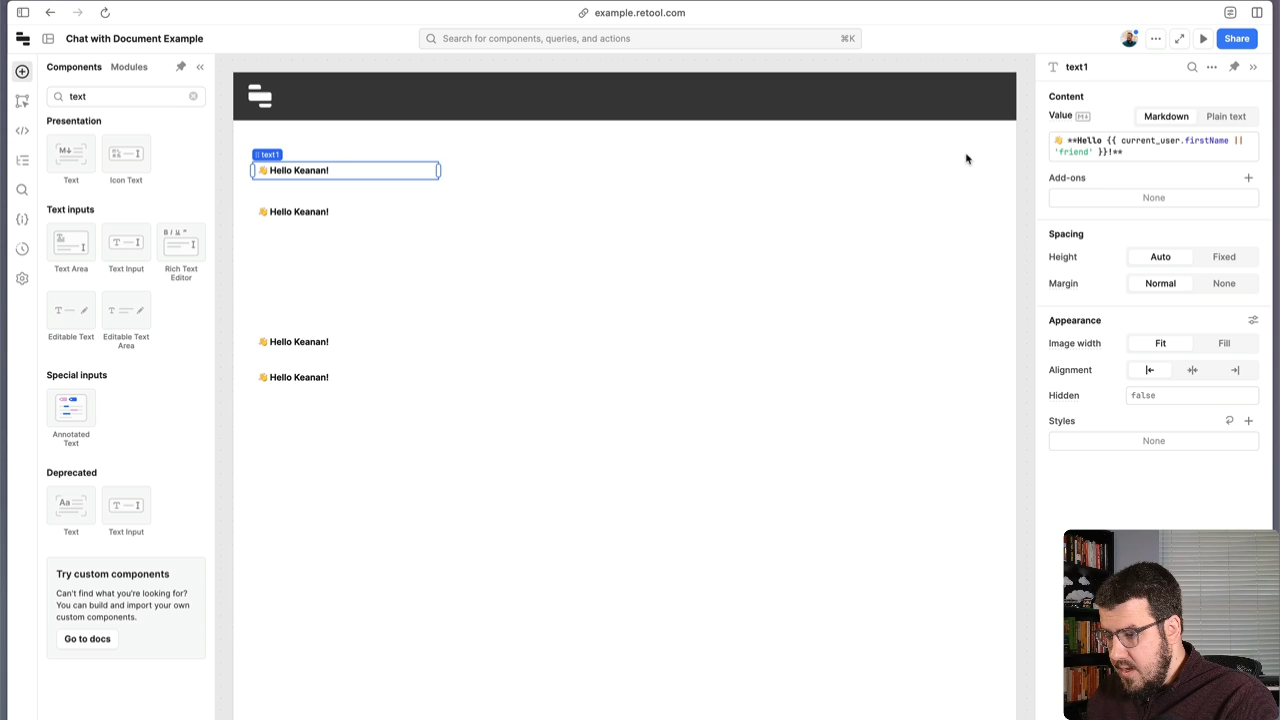 example.retool.com
Chat with Document Example
Search for components, queries, and actions
⌘K
Share
Components
Modules
text
Presentation
Text
Icon Text
Text inputs
Text Area
Text Input
Rich Text
Editor
Editable Text
Editable Text
Area
Special inputs
Annotated
Text
Deprecated
Text
Text Input
Try custom components
Can't find what you're looking for?
You can build and import your own
custom components.
Go to docs
text1
👋 Hello Keanan!
👋 Hello Keanan!
👋 Hello Keanan!
👋 Hello Keanan!
text1
Content
Value
Markdown
Plain text
👋 **Hello {{ current_user.firstName ||
'friend' }}!**
Add-ons
None
Spacing
Height
Auto
Fixed
Margin
Normal
None
Appearance
Image width
Fit
Fill
Alignment
Hidden
false
Styles
None